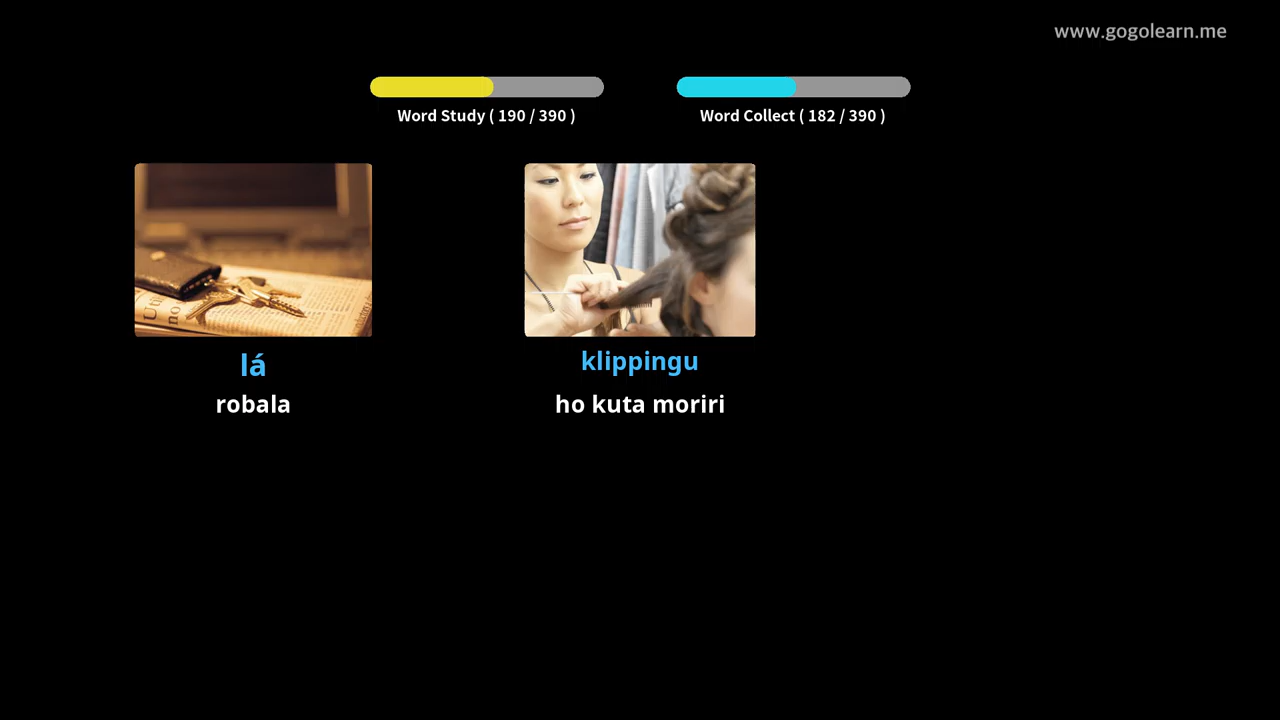 www.gogolearn.me
Word Study ( 190 / 390 )
Word Collect ( 182 / 390 )
lá
robala
klippingu
ho kuta moriri